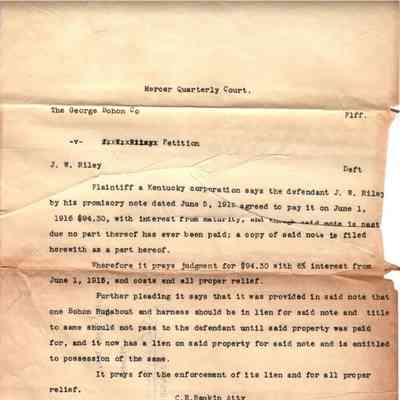 Mercer Quarterly Court.
The George Bohon Co
Plff.
-v- Petition
J. W. Riley
Deft
Plaintiff a Kentucky corporation says the defendant J. W. Riley
by his promissory note dated June 5, 1915 agreed to pay it on June 1,
1916 $94.30, with interest from maturity, and though said note is past
due no part thereof has ever been paid; a copy of said note is filed
herewith as a part hereof.
Wherefore it prays judgment for $94.30 with 6% interest from
June 1, 1916, and costs and all proper relief.
Further pleading it says that it was provided in said note that
one Bohon Bugabout and harness should be in lien for said note and title
to same should not pass to the defendant until said property was paid
for, and it now has a lien on said property for said note and is entitled
to possession of the same.
It prays for the enforcement of its lien and for all proper
relief.
C.E.Rankin Atty